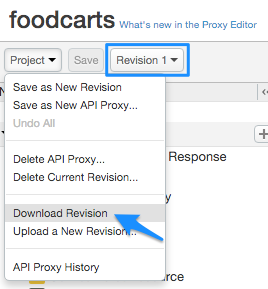 foodcarts What's new in the Proxy Editor
Project Save Revision 1
Save as New Revision
Save as New API Proxy...
Undo All
Delete API Proxy...
Response
Delete Current Revision...
Download Revision
Upload a New Revision...
API Proxy History